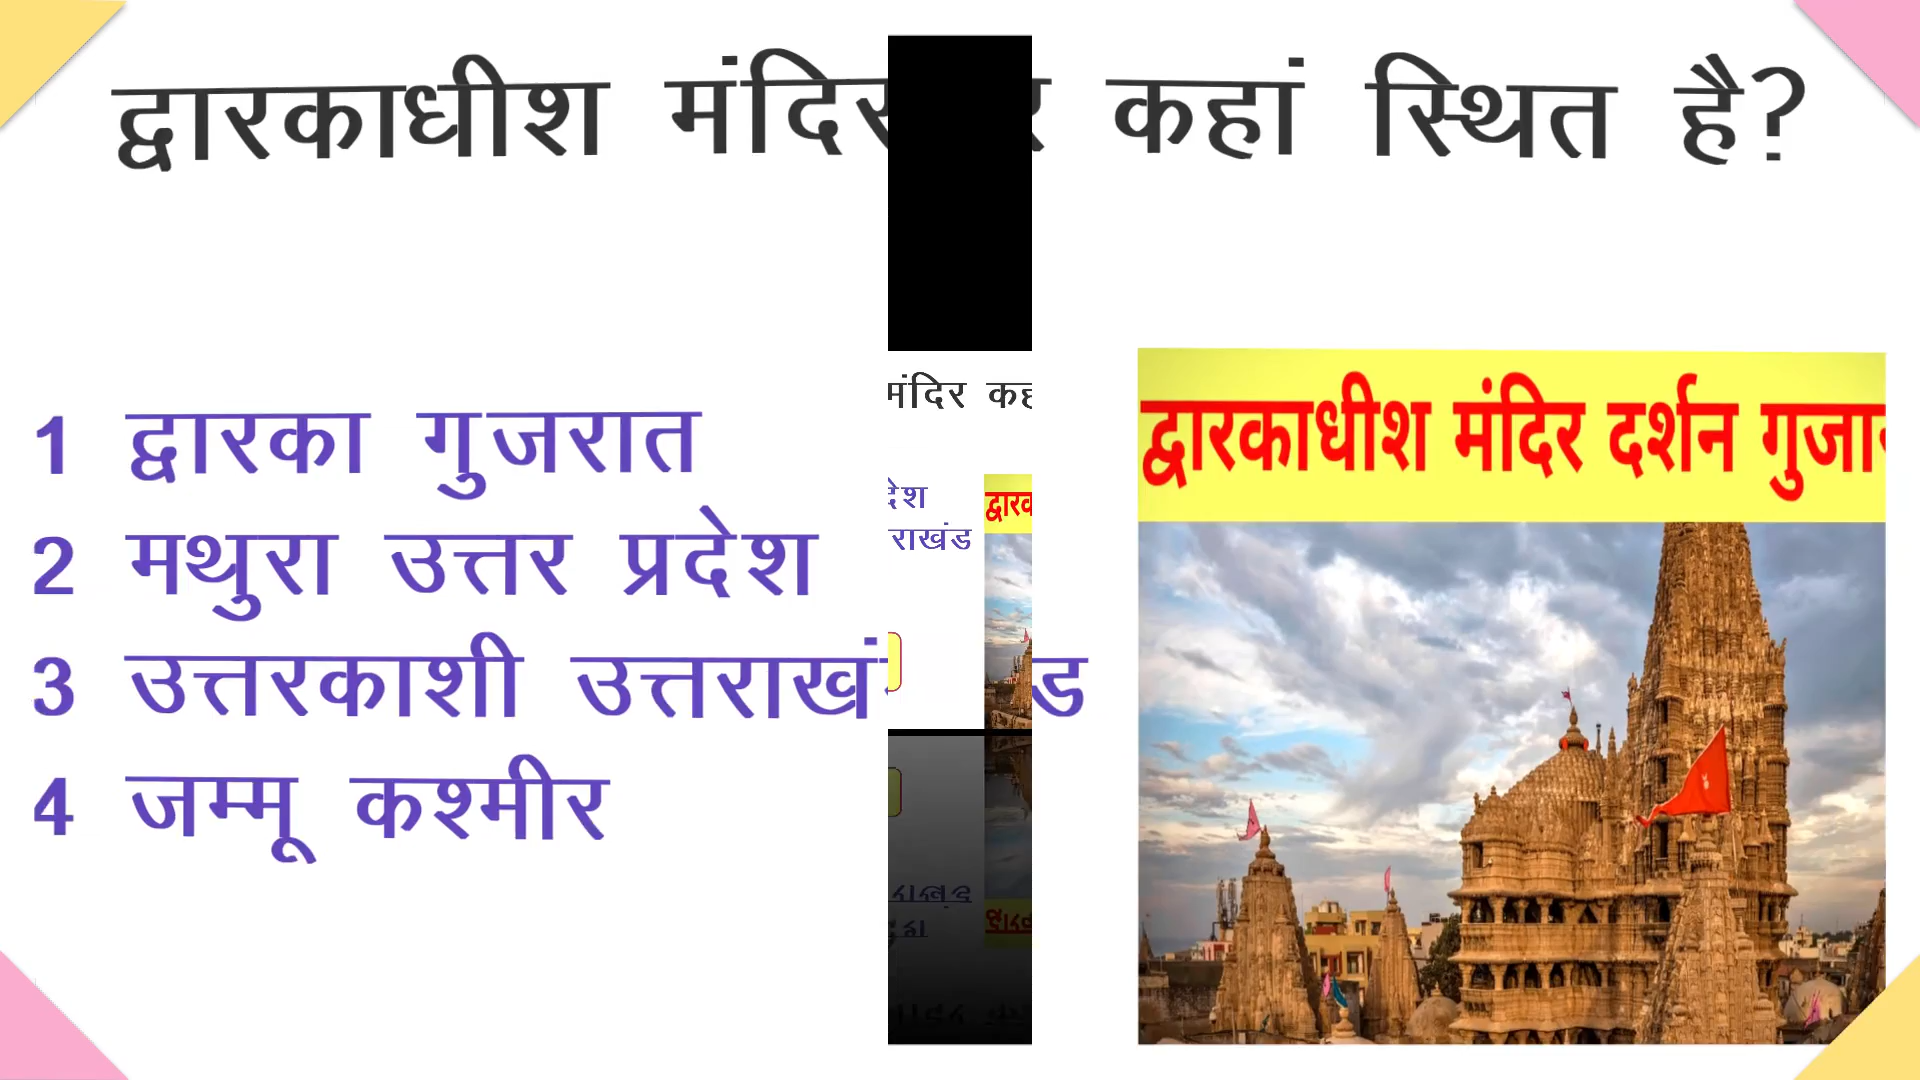 द्वारकाधीश मंदिर कहां स्थित है?
1 द्वारका गुजरात
2 मथुरा उत्तर प्रदेश
3 उत्तरकाशी उत्तराखंड
4 जम्मू कश्मीर
मंदिर
राखंड
द्वारकाधीश मंदिर दर्शन